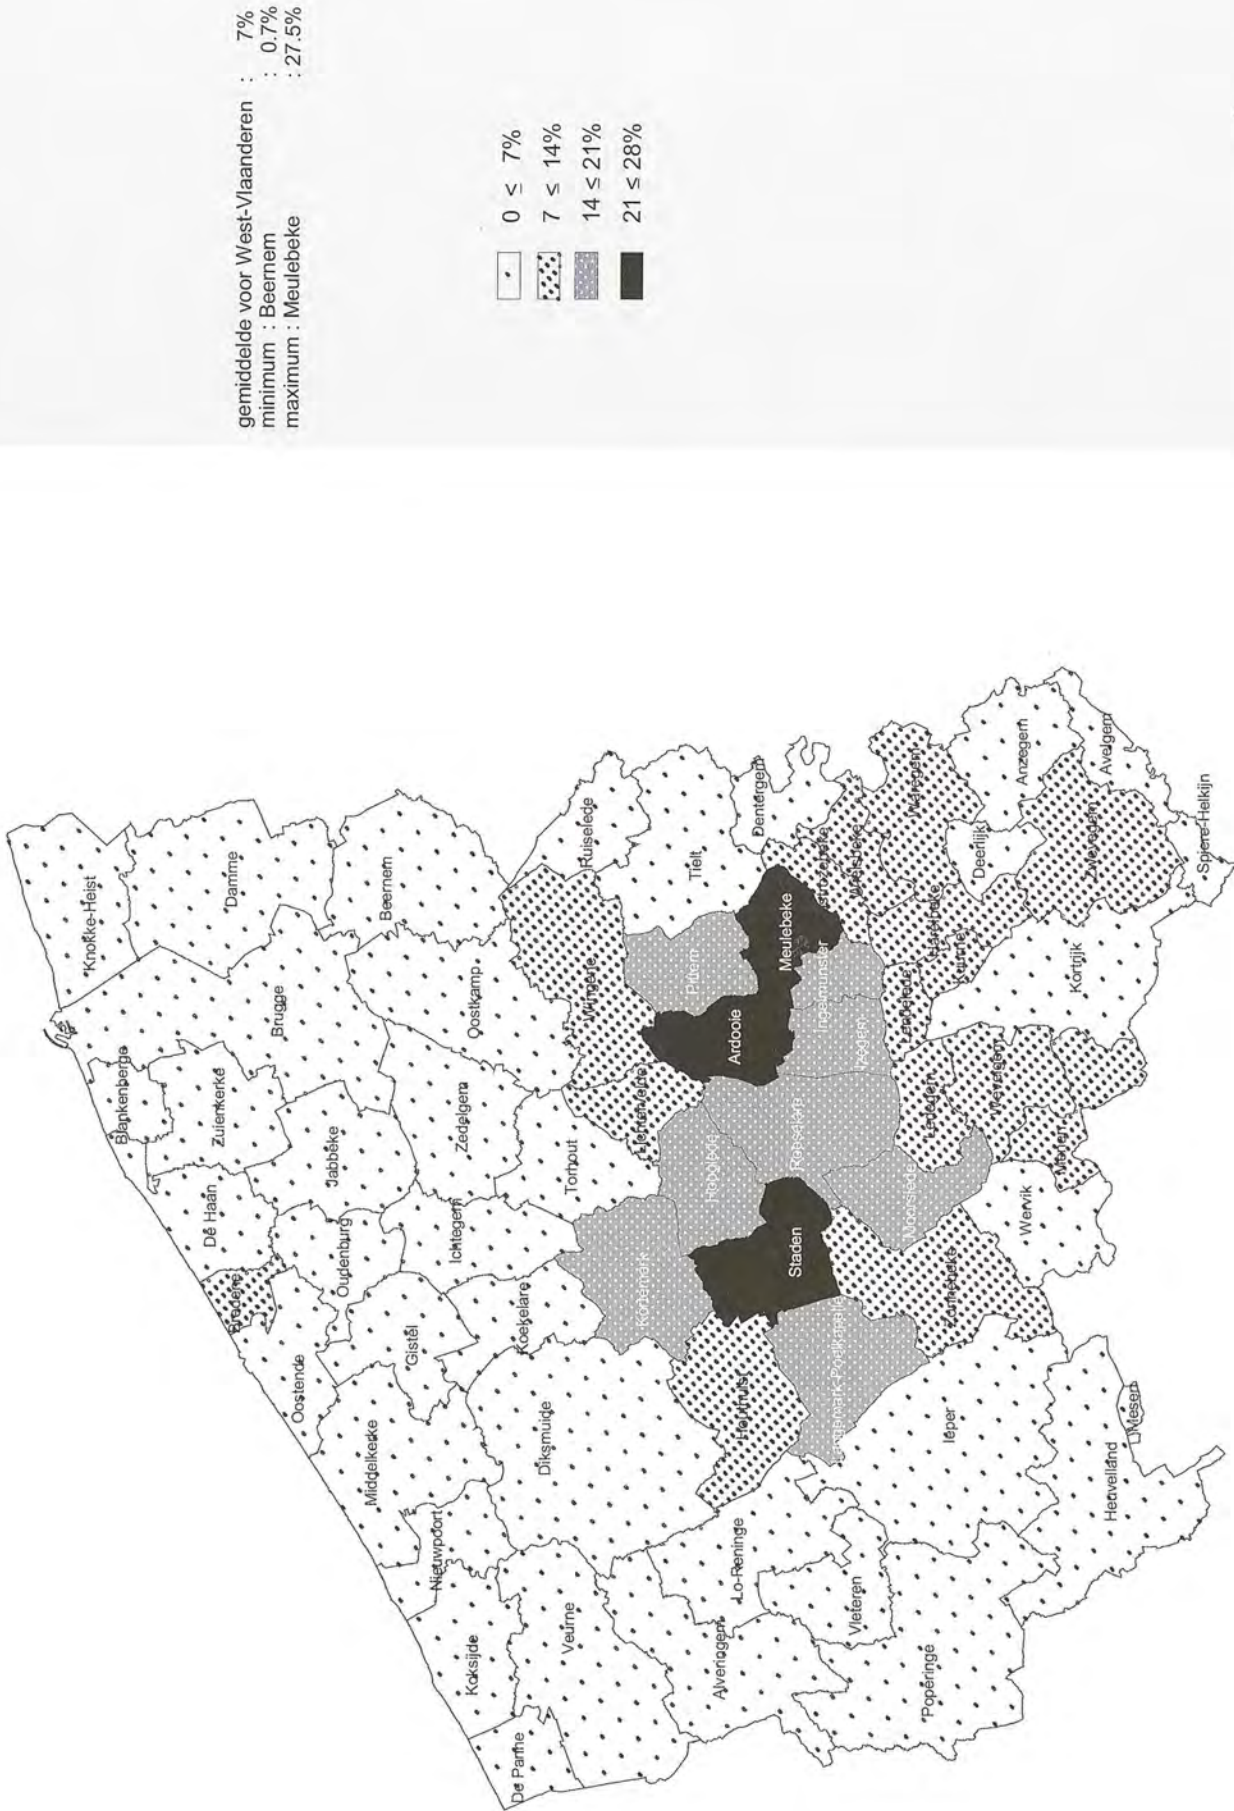 gemiddelde voor West-Vlaanderen : 7%
minimum : Beernem : 0.7%
maximum : Meulebeke : 27.5%
0 ≤ 7%
7 ≤ 14%
14 ≤ 21%
21 ≤ 28%
Knokke-Heist
Blankenberge
Damme
Zuienkerke
Brugge
De Haan
Bredene
Jabbeke
Beernem
Oudenburg
Oostende
Oostkamp
Zedelgem
Gistel
Ichtegem
Middelkerke
Torhout
Koekelare
Ruiselede
Wingene
Nieuwpoort
Lichtervelde
Koksijde
Diksmuide
Kortemark
Tielt
Pittem
De Panne
Veurne
Hooglede
Ardooie
Dentergem
Meulebeke
Houthulst
Staden
Roeselare
Ingelmunster
Lo-Reninge
Alveringem
Izegem
Wielsbeke
Langemark-Poelkapelle
Vleteren
Moorslede
Lendelede
Waregem
Ledegem
Harelbeke
Kuurne
Deerlijk
Zonnebeke
Poperinge
Ieper
Wevelgem
Anzegem
Wervik
Menen
Kortrijk
Zwevegem
Avelgem
Heuvelland
Mesen
Spiere-Helkijn